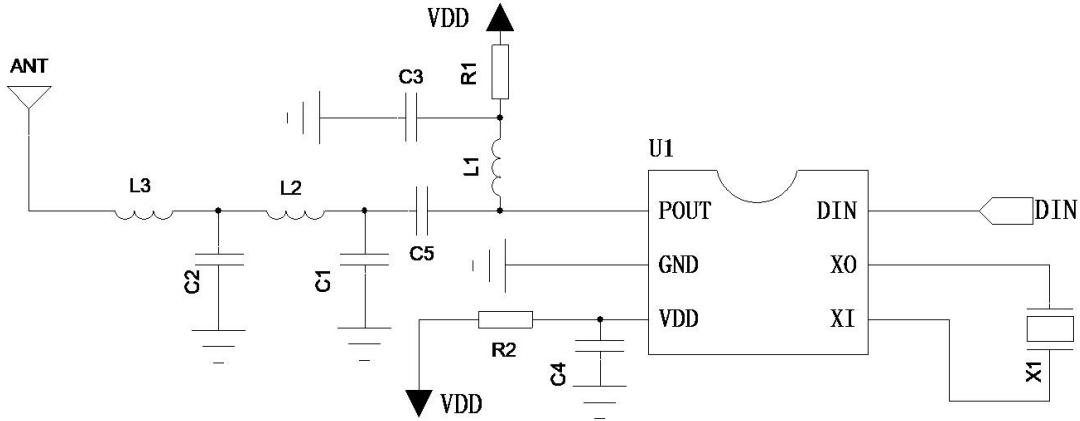 VDD
ANT
C3
R1
L1
U1
L3
L2
C5
POUT
DIN
DIN
C2
C1
GND
XO
VDD
XI
R2
C4
X1
VDD